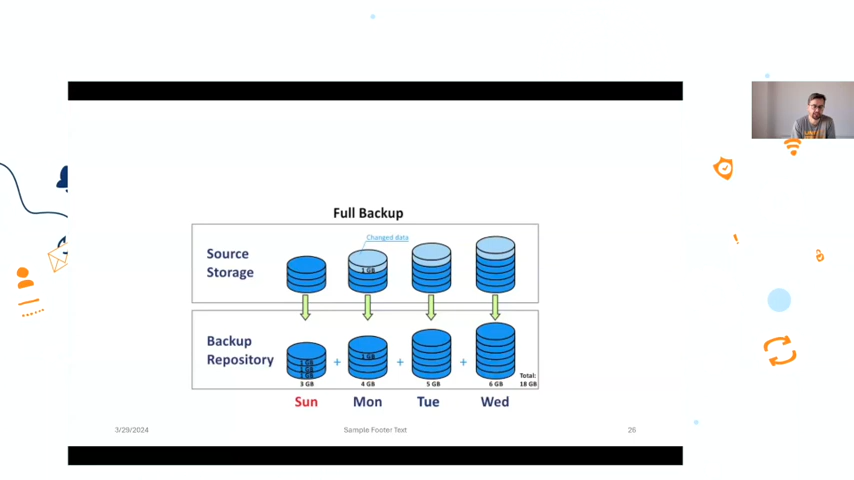 Full Backup
Changed data
Source
Storage
1 GB
Backup
Repository
1 GB
1 GB
1 GB
1 GB
3 GB
4 GB
5 GB
6 GB
Total:
18 GB
Sun
Mon
Tue
Wed
3/29/2024
Sample Footer Text
26